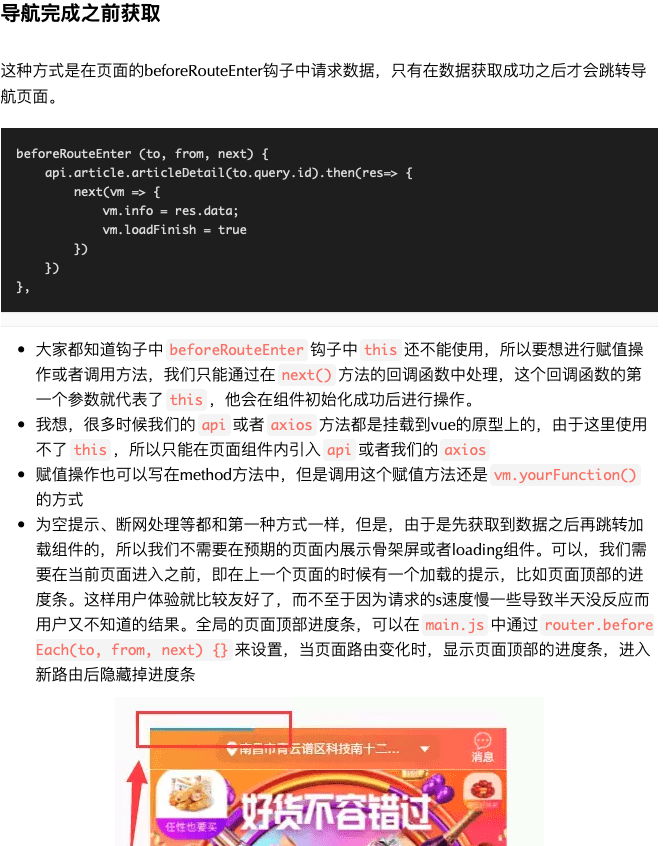 导航完成之前获取
这种方式是在页面的beforeRouteEnter钩子中请求数据，只有在数据获取成功之后才会跳转导
航页面。
beforeRouteEnter (to, from, next) {
    api.article.articleDetail(to.query.id).then(res=> {
        next(vm => {
            vm.info = res.data;
            vm.loadFinish = true
        })
    })
},
• 大家都知道钩子中 beforeRouteEnter 钩子中 this 还不能使用，所以要想进行赋值操
作或者调用方法，我们只能通过在 next() 方法的回调函数中处理，这个回调函数的第
一个参数就代表了 this ，他会在组件初始化成功后进行操作。
• 我想，很多时候我们的 api 或者 axios 方法都是挂载到vue的原型上的，由于这里使用
不了 this ，所以只能在页面组件内引入 api 或者我们的 axios
• 赋值操作也可以写在method方法中，但是调用这个赋值方法还是 vm.yourFunction()
的方式
• 为空提示、断网处理等都和第一种方式一样，但是，由于是先获取到数据之后再跳转加
载组件的，所以我们不需要在预期的页面内展示骨架屏或者loading组件。可以，我们需
要在当前页面进入之前，即在上一个页面的时候有一个加载的提示，比如页面顶部的进
度条。这样用户体验就比较友好了，而不至于因为请求的s速度慢一些导致半天没反应而
用户又不知道的结果。全局的页面顶部进度条，可以在 main.js 中通过 router.before
Each(to, from, next) {} 来设置，当页面路由变化时，显示页面顶部的进度条，进入
新路由后隐藏掉进度条
南昌市青云谱区科技南十二...
消息
好货不容错过
任性也要买